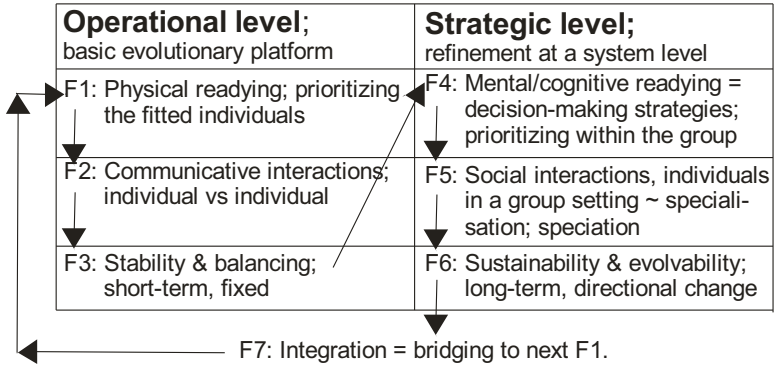 Operational level;
basic evolutionary platform
F1: Physical readying; prioritizing
the fitted individuals
F2: Communicative interactions;
individual vs individual
F3: Stability & balancing;
short-term, fixed
Strategic level;
refinement at a system level
F4: Mental/cognitive readying =
decision-making strategies;
prioritizing within the group
F5: Social interactions, individuals
in a group setting ~ speciali-
sation; speciation
F6: Sustainability & evolvability;
long-term, directional change
F7: Integration = bridging to next F1.